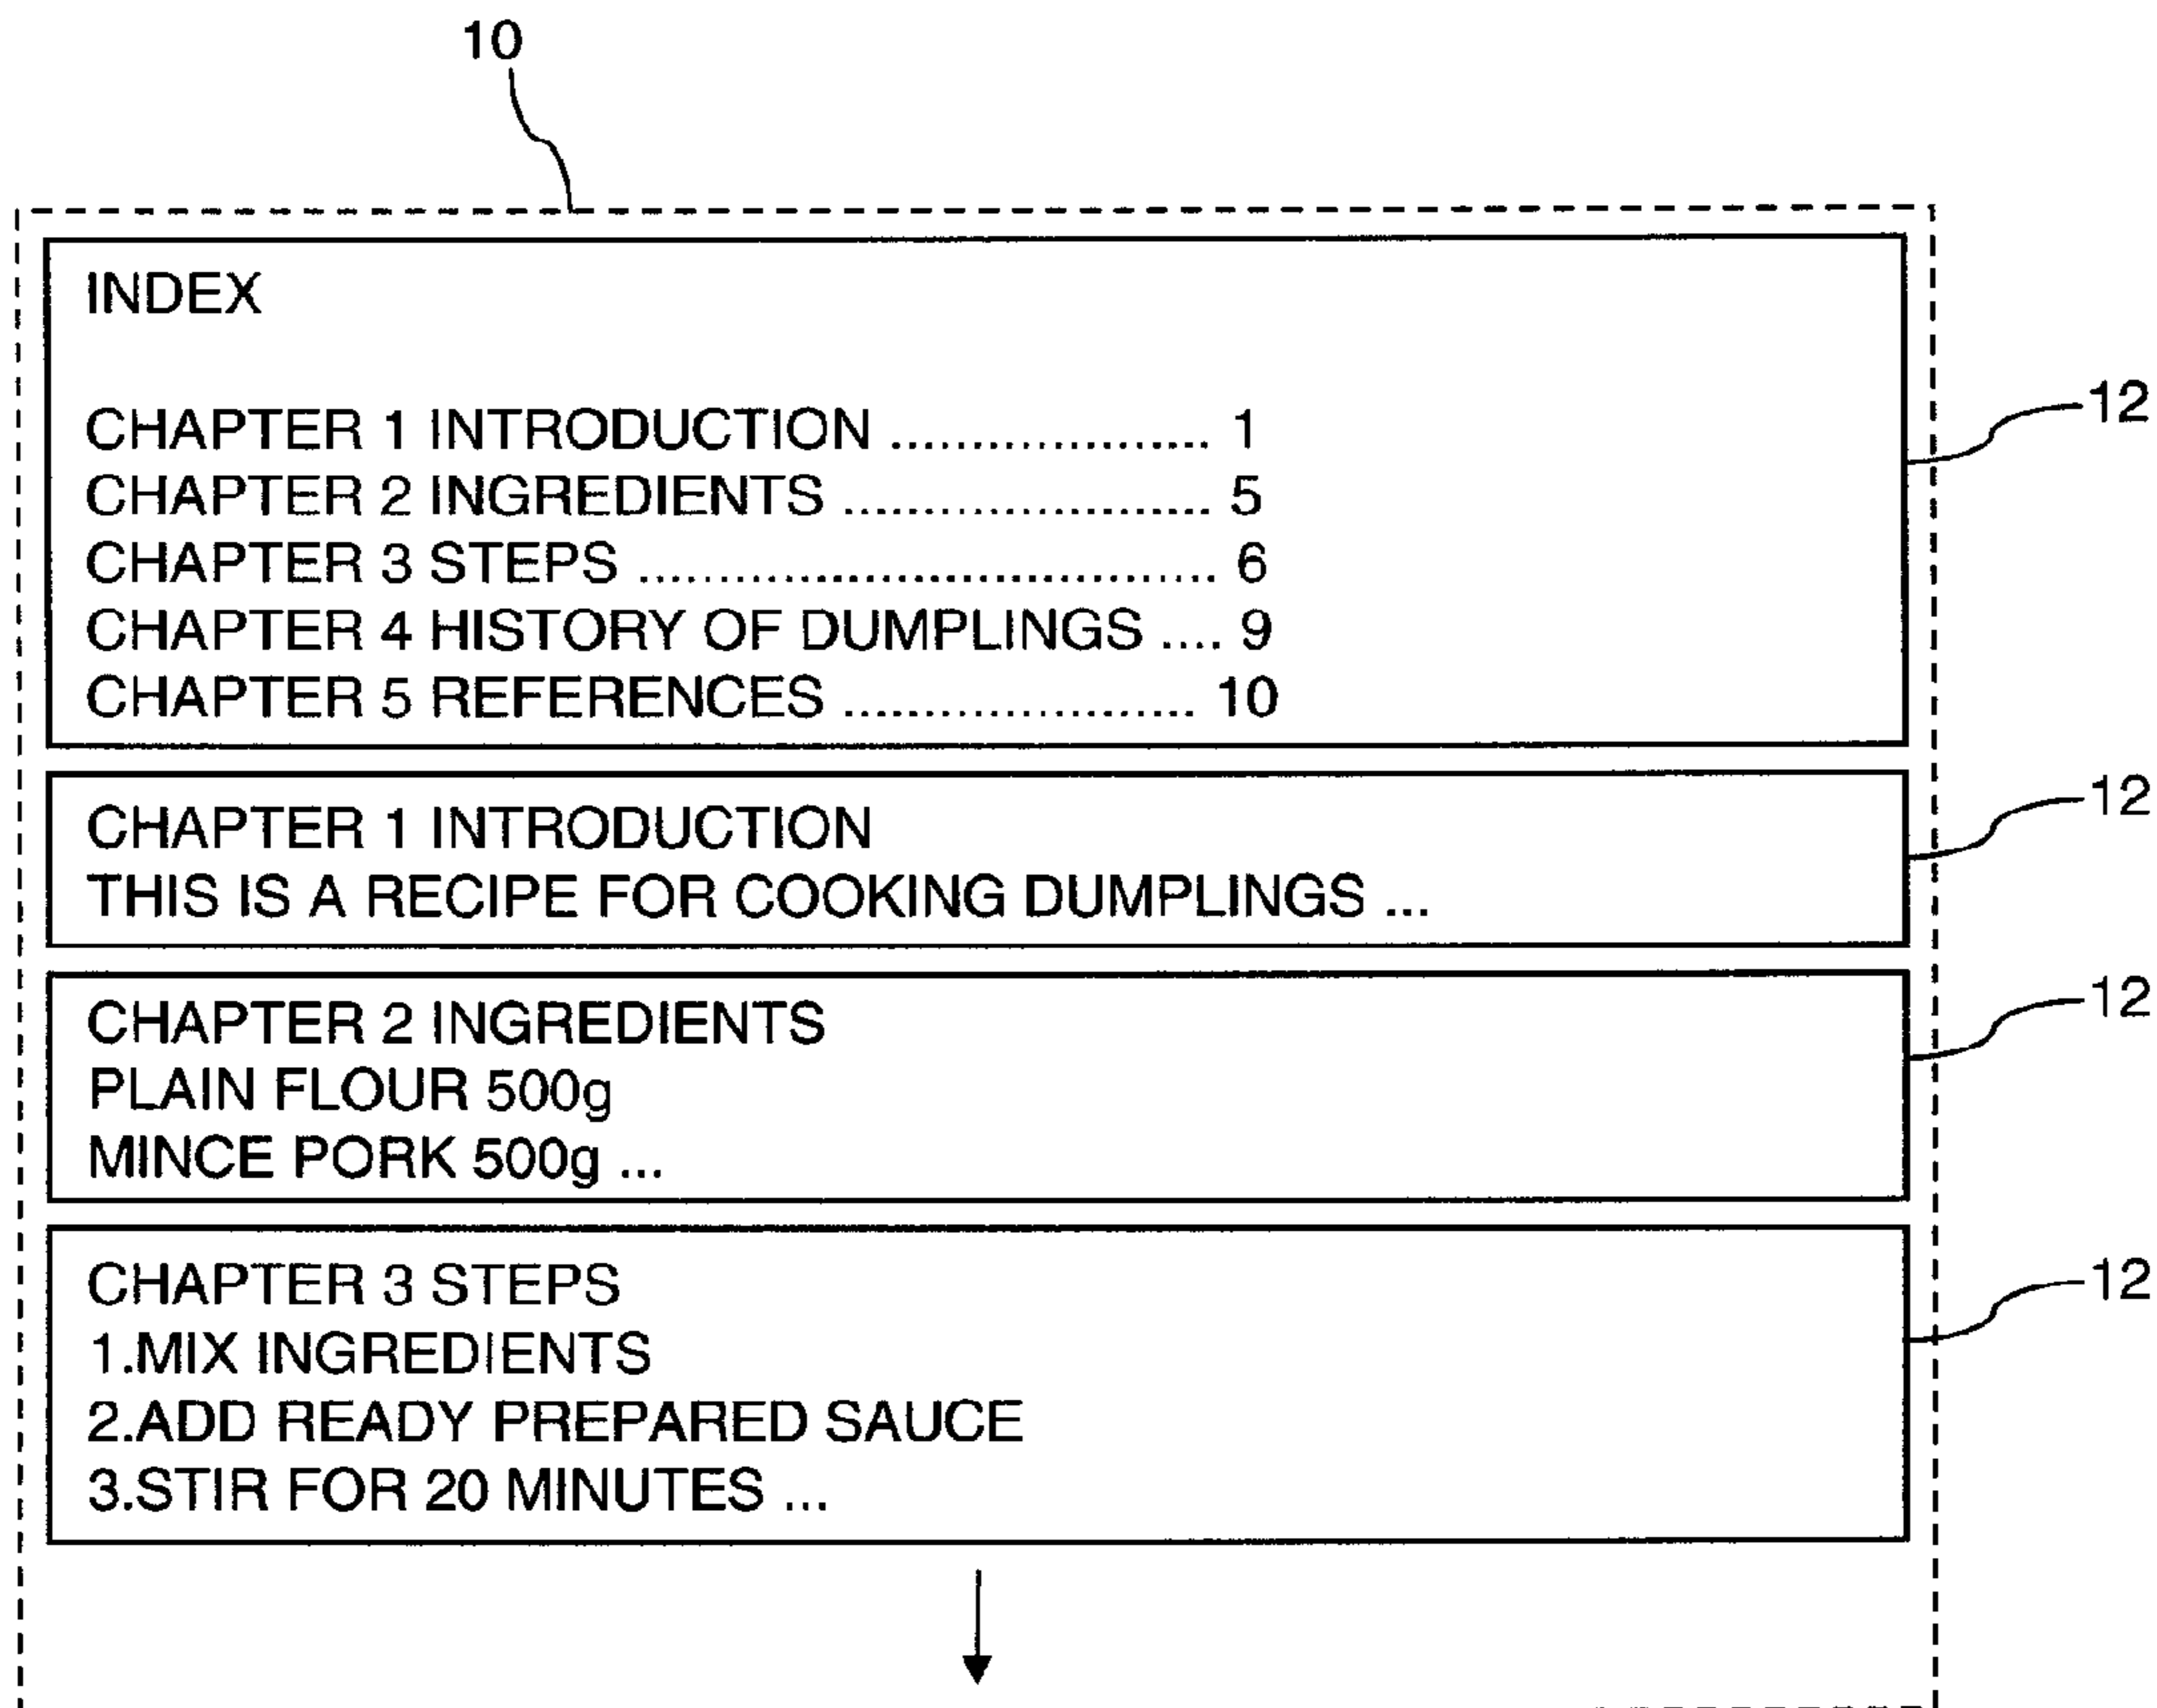 10
INDEX
CHAPTER 1 INTRODUCTION .................... 1
12
CHAPTER 2 INGREDIENTS ....................... 5
CHAPTER 3 STEPS .................................... 6
CHAPTER 4 HISTORY OF DUMPLINGS .... 9
CHAPTER 5 REFERENCES ...................... 10
12
CHAPTER 1 INTRODUCTION
THIS IS A RECIPE FOR COOKING DUMPLINGS ...
12
CHAPTER 2 INGREDIENTS
PLAIN FLOUR 500g
MINCE PORK 500g ...
12
CHAPTER 3 STEPS
1.MIX INGREDIENTS
2.ADD READY PREPARED SAUCE
3.STIR FOR 20 MINUTES ...